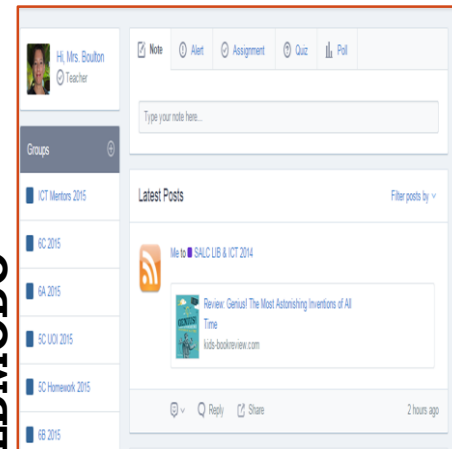 Hi, Mrs. Boulton
Teacher
Groups
ICT Mentors 2015
6C 2015
6A 2015
5C UOI 2015
5C Homework 2015
6B 2015
Note
Alert
Assignment
Quiz
Poll
Type your note here...
Latest Posts
Filter posts by
Me to SALC LIB & ICT 2014
Review: Genius! The Most Astonishing Inventions of All
Time
kids-bookreview.com
Reply
Share
2 hours ago
GENIUS!